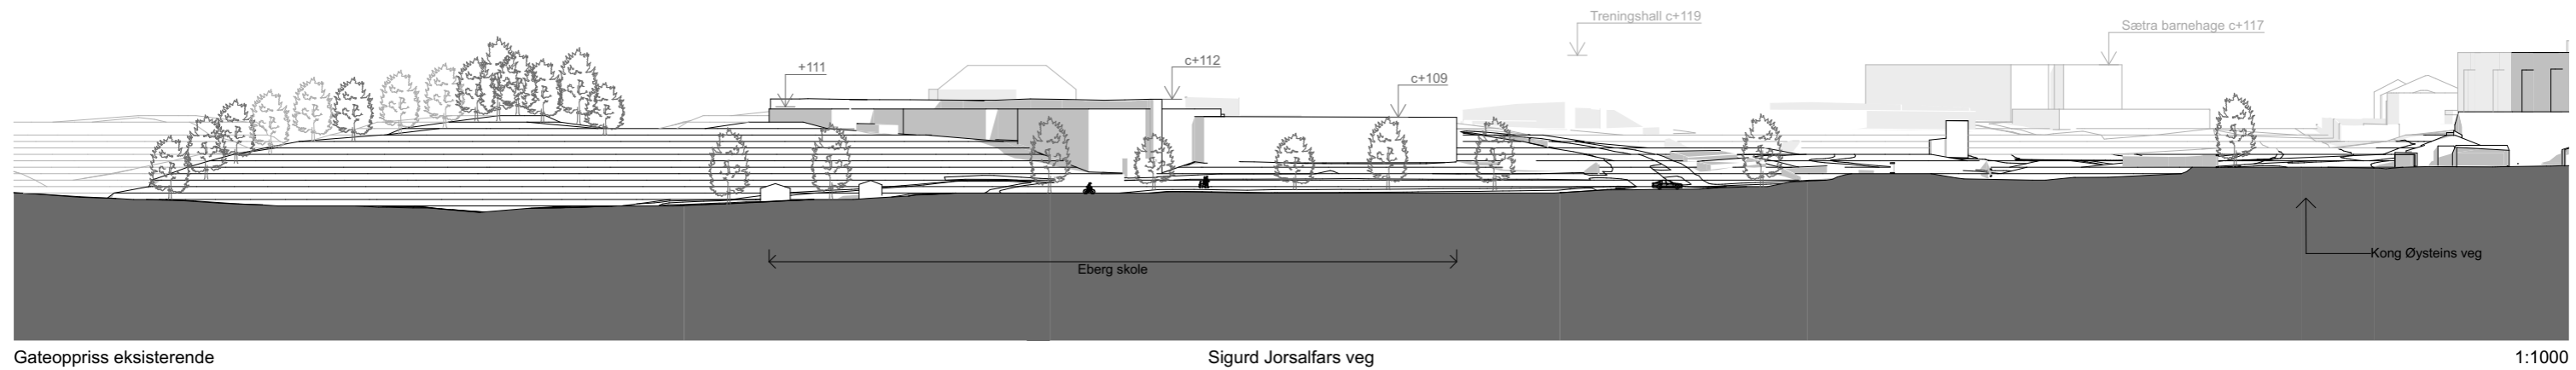 Treningshall c+119
Sætra barnehage c+117
+111
c+112
c+109
Eberg skole
Kong Øysteins veg
Gateoppriss eksisterende
Sigurd Jorsalfars veg
1:1000